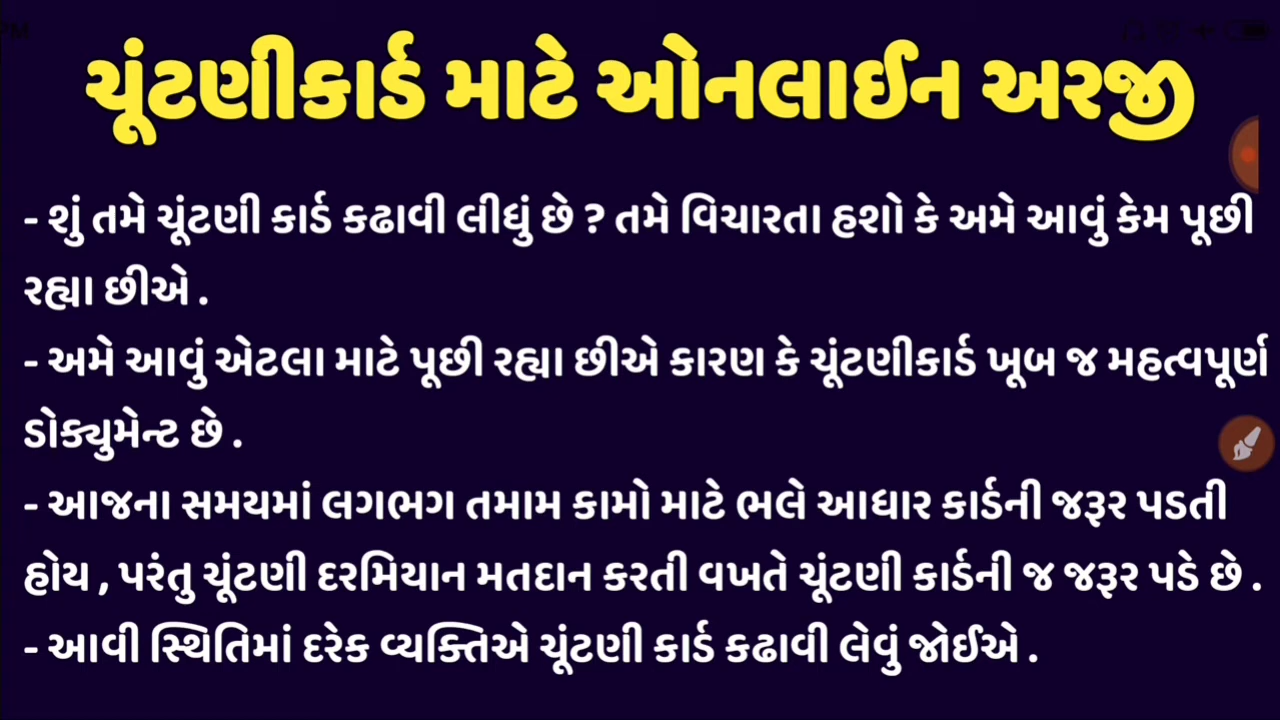 ચૂંટણીકાર્ડ માટે ઓનલાઈન અરજી
- શું તમે ચૂંટણી કાર્ડ કઢાવી લીધું છે ? તમે વિચારતા હશો કે અમે આવું કેમ પૂછી
રહ્યા છીએ .
- અમે આવું એટલા માટે પૂછી રહ્યા છીએ કારણ કે ચૂંટણીકાર્ડ ખૂબ જ મહત્વપૂર્ણ
ડોક્યુમેન્ટ છે .
- આજના સમયમાં લગભગ તમામ કામો માટે ભલે આધાર કાર્ડની જરૂર પડતી
હોય , પરંતુ ચૂંટણી દરમિયાન મતદાન કરતી વખતે ચૂંટણી કાર્ડની જ જરૂર પડે છે .
- આવી સ્થિતિમાં દરેક વ્યક્તિએ ચૂંટણી કાર્ડ કઢાવી લેવું જોઈએ .